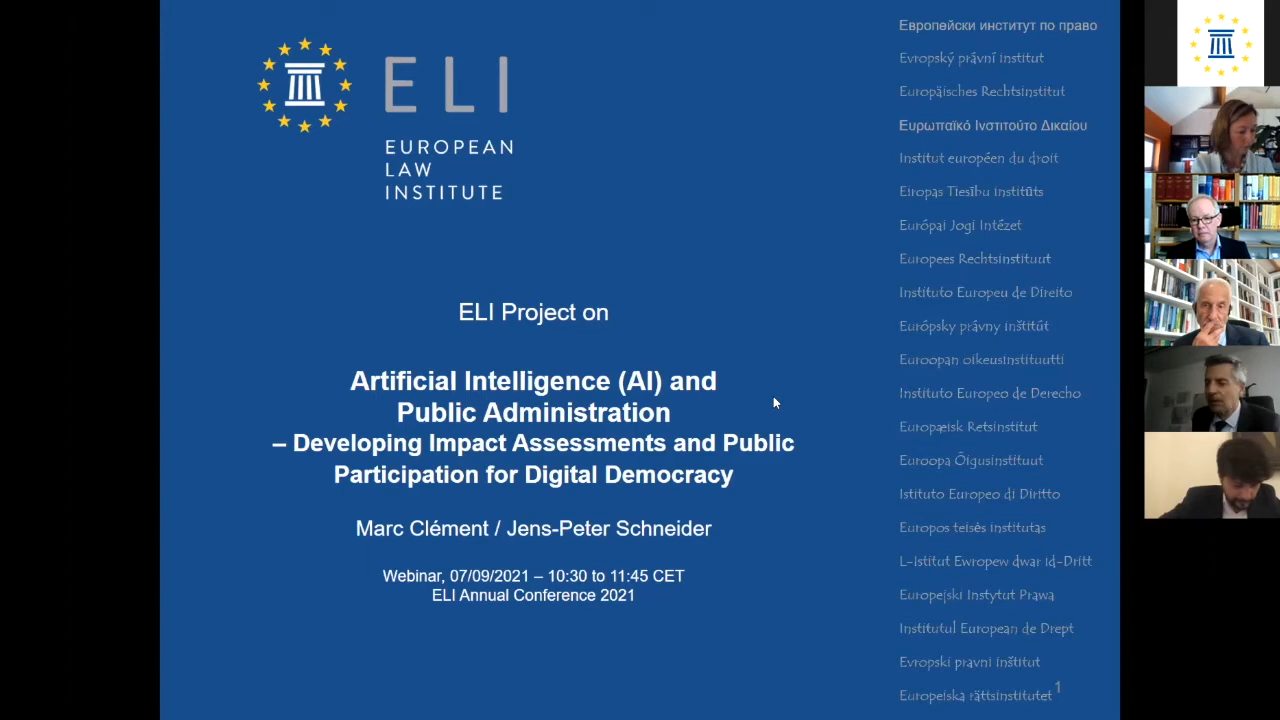 ELI
EUROPEAN
LAW
INSTITUTE
ELI Project on
Artificial Intelligence (AI) and
Public Administration
– Developing Impact Assessments and Public
Participation for Digital Democracy
Marc Clément / Jens-Peter Schneider
Webinar, 07/09/2021 – 10:30 to 11:45 CET
ELI Annual Conference 2021
Европейски институт по право
Evropský právní institut
Europäisches Rechtsinstitut
Ευρωπαϊκό Ινστιτούτο Δικαίου
Institut européen du droit
Eiropas Tiesību institūts
Európai Jogi Intézet
Europees Rechtsinstituut
Instituto Europeu de Direito
Európsky právny inštitút
Euroopan oikeusinstituutti
Instituto Europeo de Derecho
Europæisk Retsinstitut
Euroopa Õigusinstituut
Istituto Europeo di Diritto
Europos teisės institutas
L-Istitut Ewropew dwar id-Dritt
Europejski Instytut Prawa
Institutul European de Drept
Evropski pravni inštitut
Europeiska rättsinstitutet
1